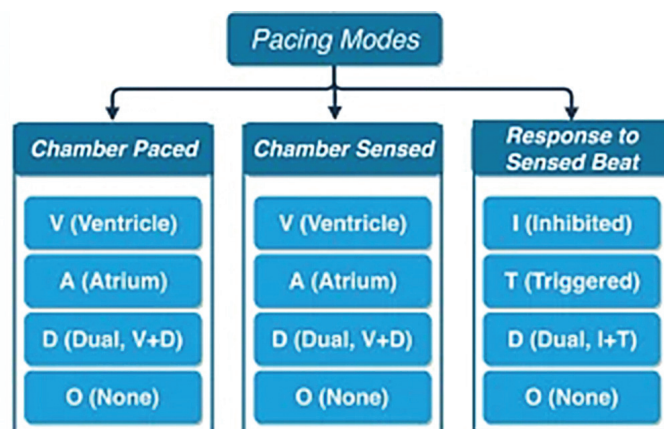 Pacing Modes
Chamber Paced
V (Ventricle)
A (Atrium)
D (Dual, V+D)
O (None)
Chamber Sensed
V (Ventricle)
A (Atrium)
D (Dual, V+D)
O (None)
Response to
Sensed Beat
I (Inhibited)
T (Triggered)
D (Dual, I+T)
O (None)